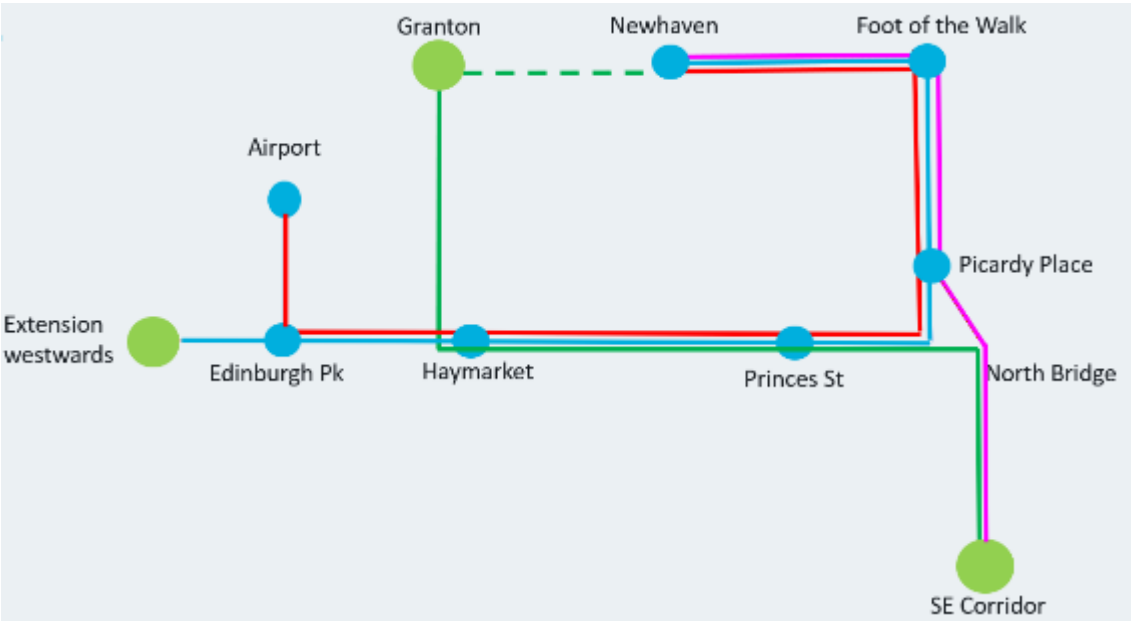 Granton
Newhaven
Foot of the Walk
Airport
Picardy Place
Extension
westwards
Edinburgh Pk
Haymarket
Princes St
North Bridge
SE Corridor